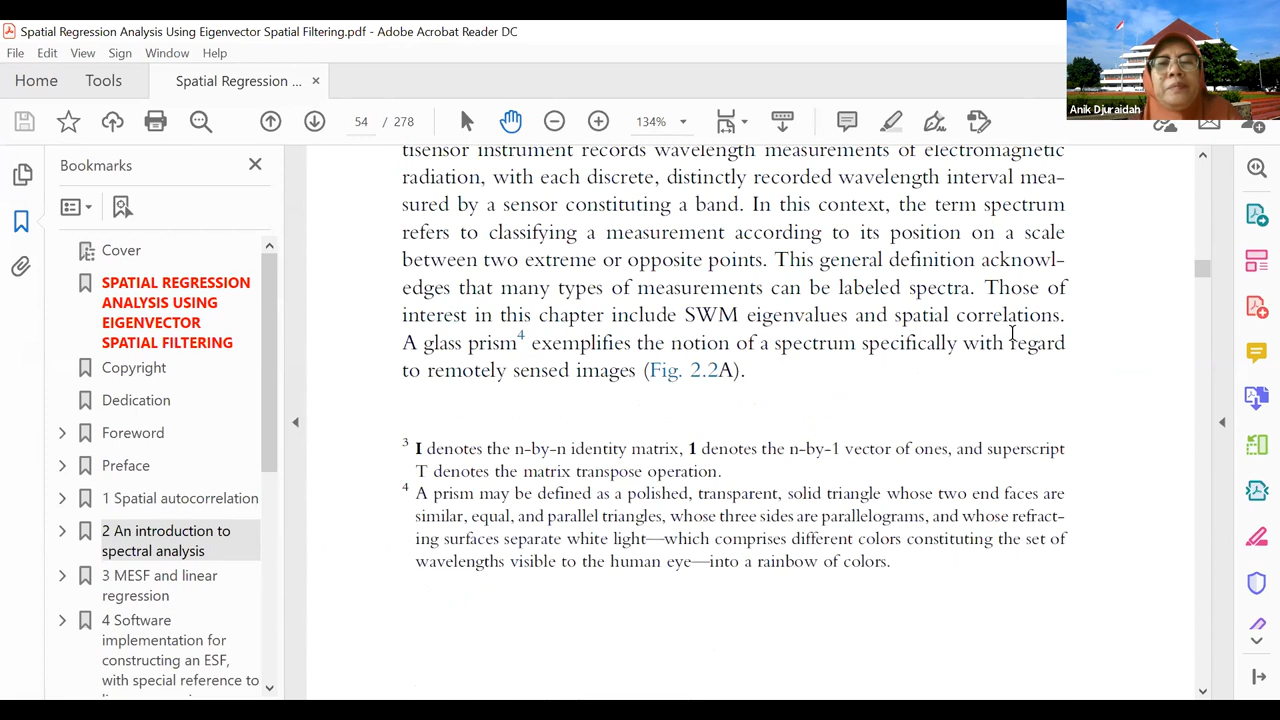 Spatial Regression Analysis Using Eigenvector Spatial Filtering.pdf - Adobe Acrobat Reader DC
File Edit View Sign Window Help
Home Tools Spatial Regression ... ×
54 / 278 134%
Anik Djuraidah
Bookmarks
Cover
SPATIAL REGRESSION
ANALYSIS USING
EIGENVECTOR
SPATIAL FILTERING
Copyright
Dedication
Foreword
Preface
1 Spatial autocorrelation
2 An introduction to
spectral analysis
3 MESF and linear
regression
4 Software
implementation for
constructing an ESF,
with special reference to
tisensor instrument records wavelength measurements of electromagnetic
radiation, with each discrete, distinctly recorded wavelength interval mea-
sured by a sensor constituting a band. In this context, the term spectrum
refers to classifying a measurement according to its position on a scale
between two extreme or opposite points. This general definition acknowl-
edges that many types of measurements can be labeled spectra. Those of
interest in this chapter include SWM eigenvalues and spatial correlations.
A glass prism4 exemplifies the notion of a spectrum specifically with regard
to remotely sensed images (Fig. 2.2A).
3 I denotes the n-by-n identity matrix, 1 denotes the n-by-1 vector of ones, and superscript
T denotes the matrix transpose operation.
4 A prism may be defined as a polished, transparent, solid triangle whose two end faces are
similar, equal, and parallel triangles, whose three sides are parallelograms, and whose refract-
ing surfaces separate white light—which comprises different colors constituting the set of
wavelengths visible to the human eye—into a rainbow of colors.